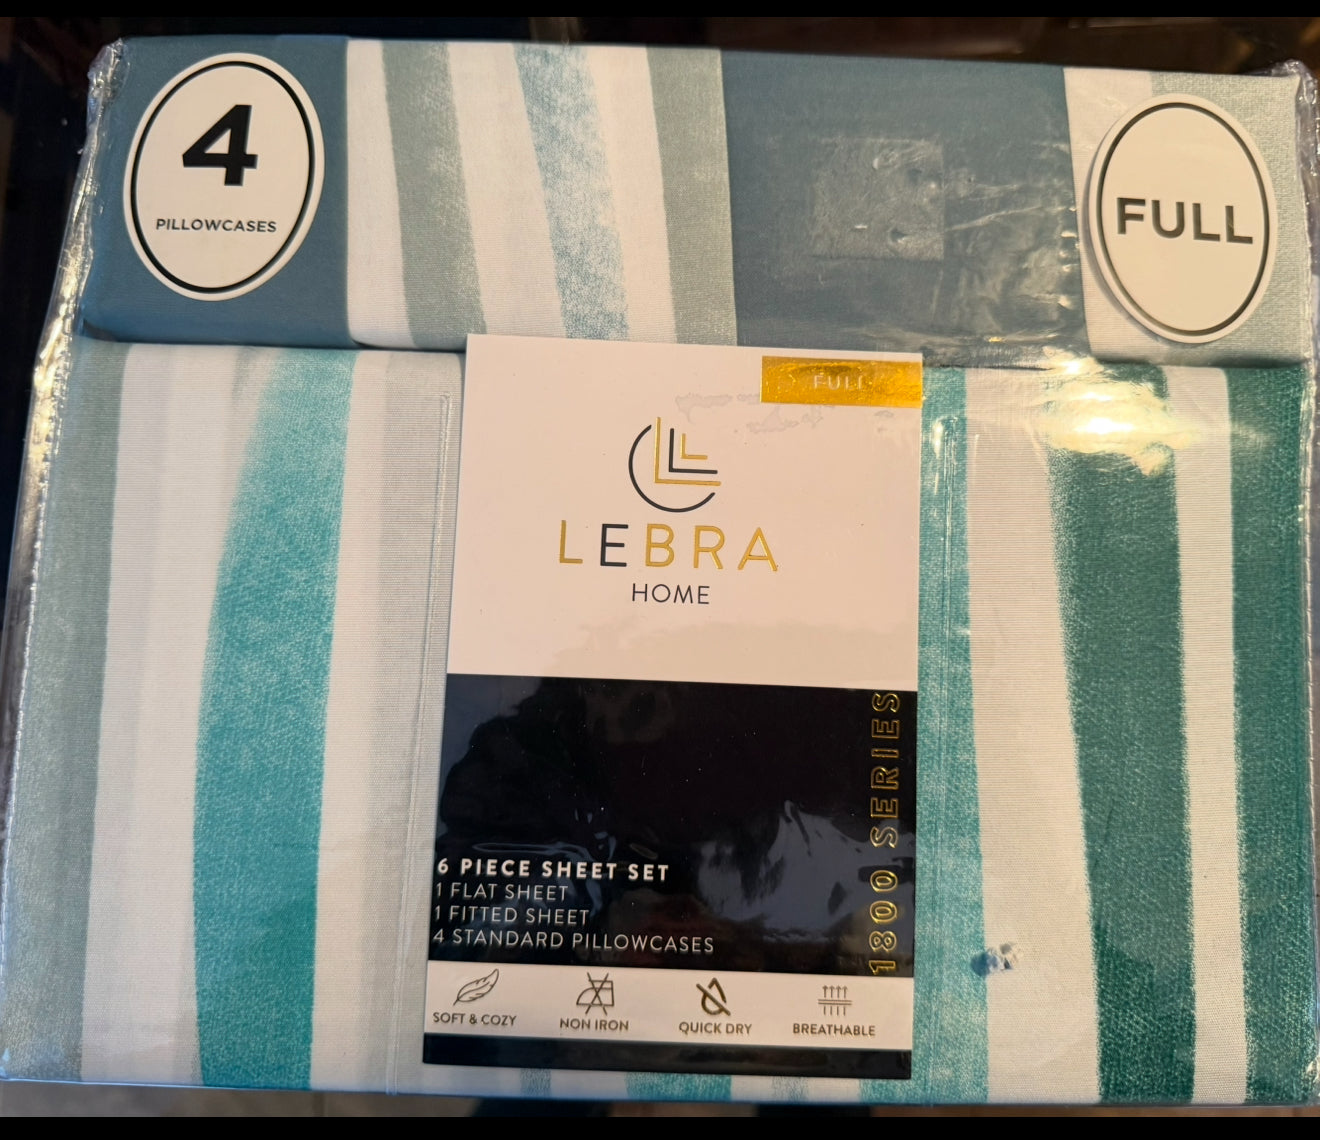 4
PILLOWCASES
FULL
FULL
LEBRA
HOME
1800 SERIES
6 PIECE SHEET SET
1 FLAT SHEET
1 FITTED SHEET
4 STANDARD PILLOWCASES
SOFT & COZY
NON IRON
QUICK DRY
BREATHABLE